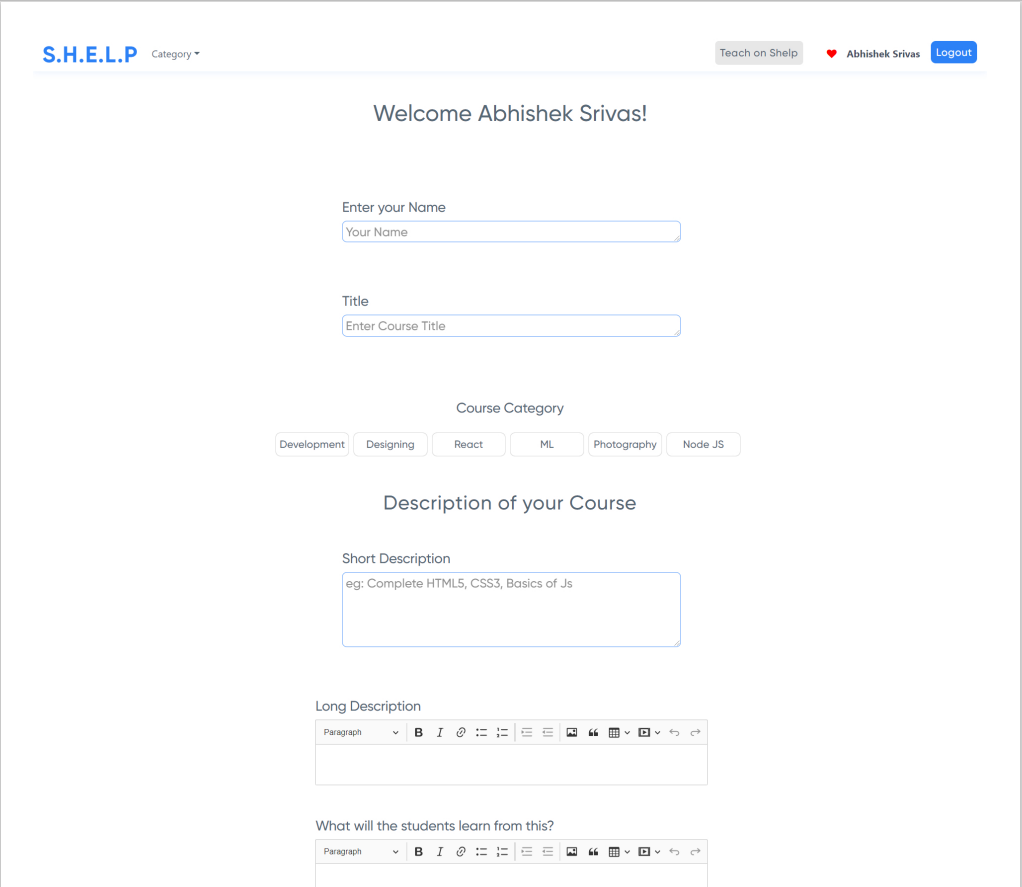 S.H.E.L.P Category Teach on Shelp Abhishek Srivas Logout
Welcome Abhishek Srivas!
Enter your Name
Your Name
Title
Enter Course Title
Course Category
Development Designing React ML Photography Node JS
Description of your Course
Short Description
eg: Complete HTML5, CSS3, Basics of Js
Long Description
Paragraph
What will the students learn from this?
Paragraph